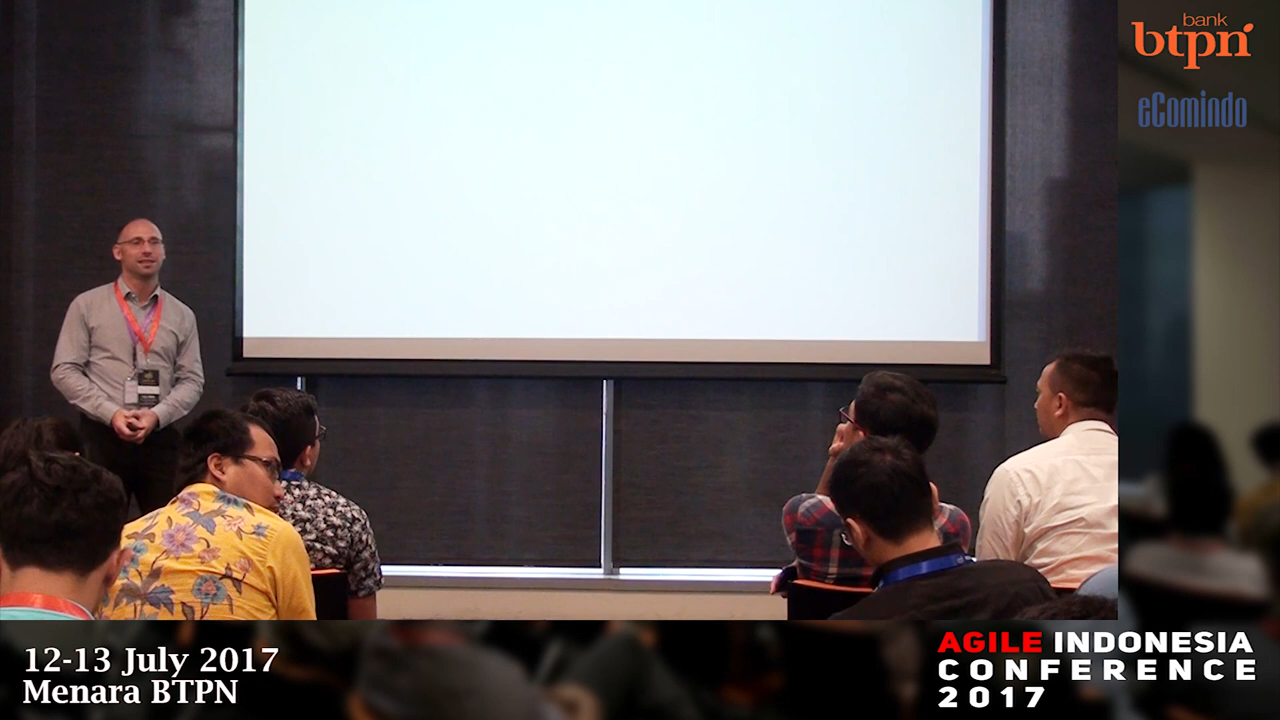 bank
btpn
eComindo
12-13 July 2017
Menara BTPN
AGILE INDONESIA
CONFERENCE
2017